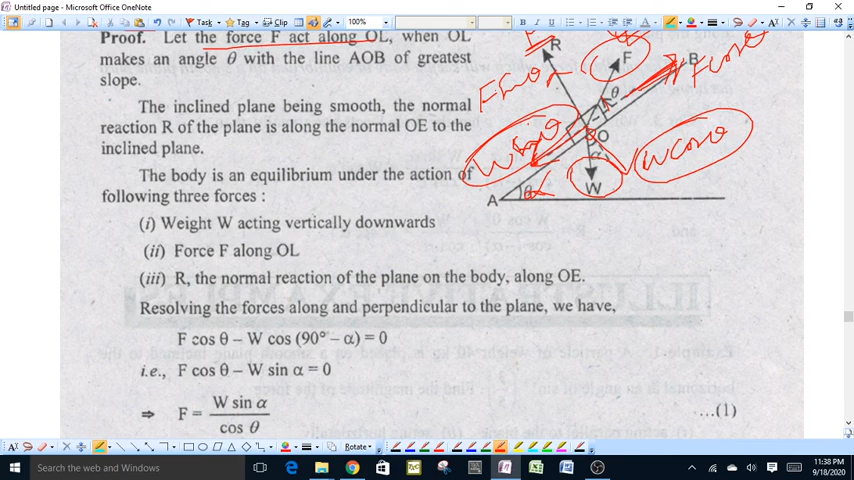 Untitled page - Microsoft Office OneNote
Task
Tag
Clip
100%
Proof. Let the force F act along OL, when OL
makes an angle θ with the line AOB of greatest
slope.
The inclined plane being smooth, the normal
reaction R of the plane is along the normal OE to the
inclined plane.
The body is an equilibrium under the action of
following three forces :
(i) Weight W acting vertically downwards
(ii) Force F along OL
(iii) R, the normal reaction of the plane on the body, along OE.
Resolving the forces along and perpendicular to the plane, we have,
F cos θ – W cos (90° – α) = 0
i.e., F cos θ – W sin α = 0
⇒ F = W sin α / cos θ ...(1)
R
F
B
F cos θ
F sin θ
θ
O
W sin θ
α
W cos θ
W
A
θ
α
Rotate
Search the web and Windows
11:38 PM
9/18/2020